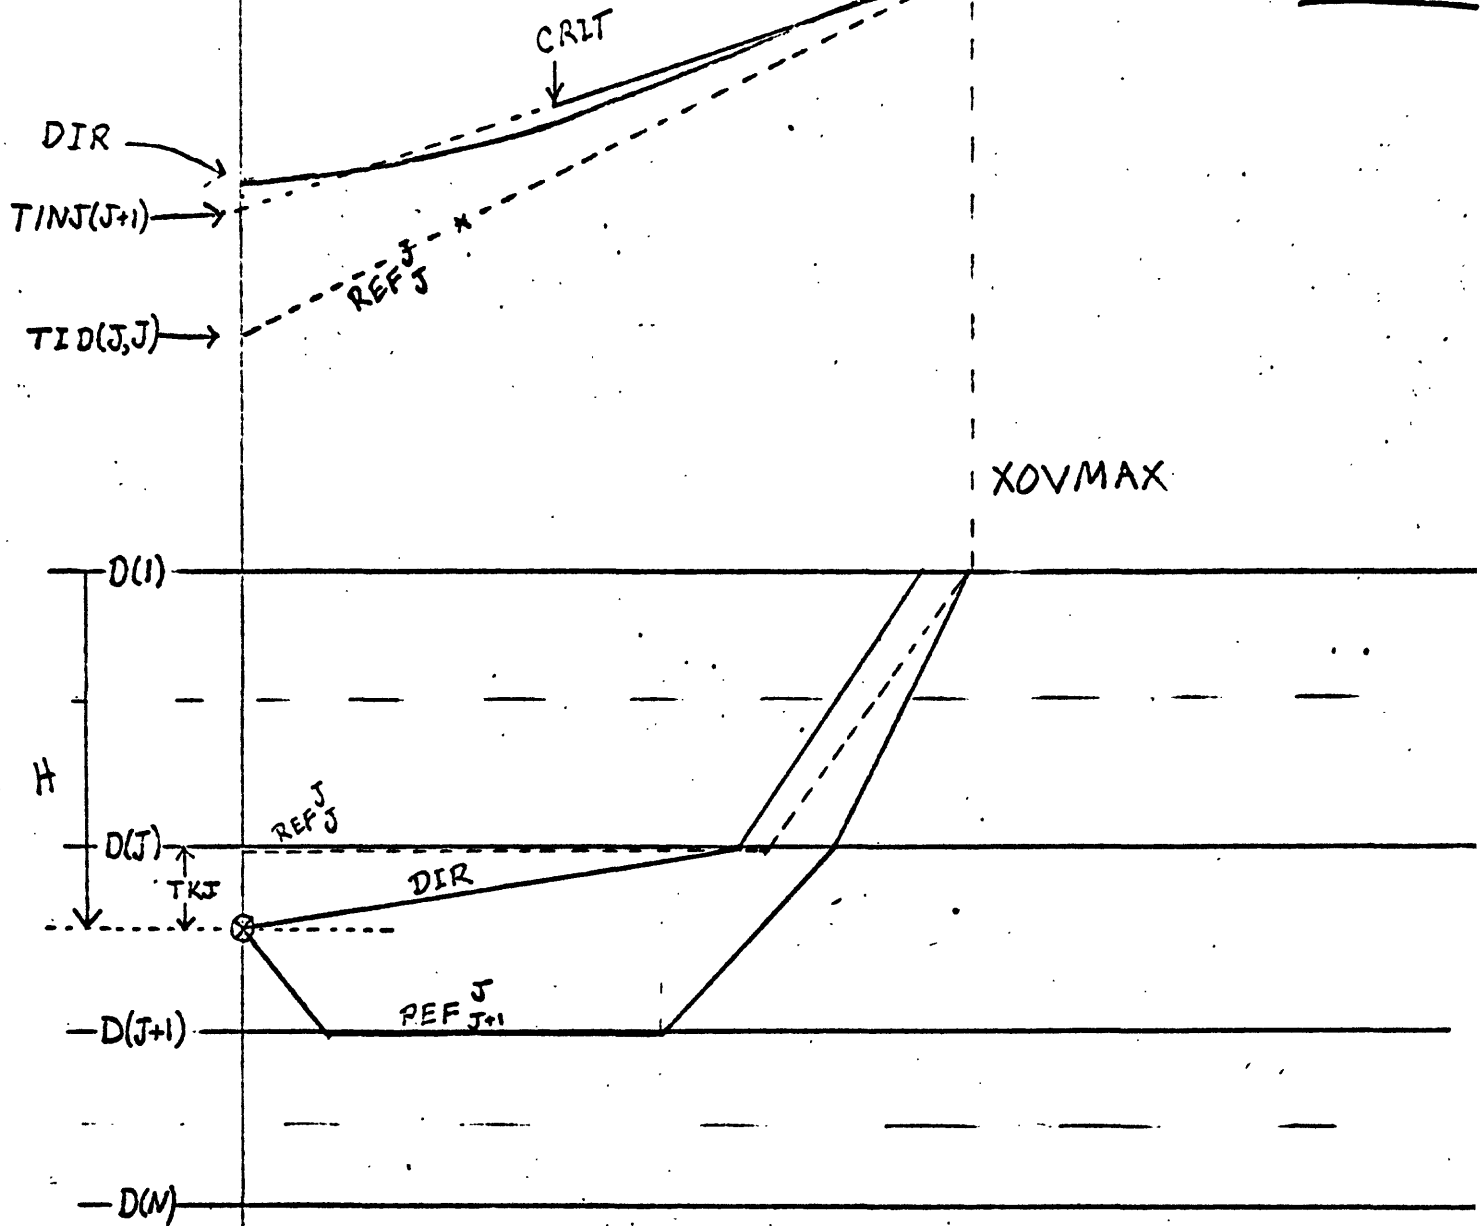 CRIT
DIR
TINJ(J+1)
REF J J
TID(J,J)
XOVMAX
D(1)
H
REF J J
D(J)
TKJ
DIR
REF J J+1
D(J+1)
D(N)